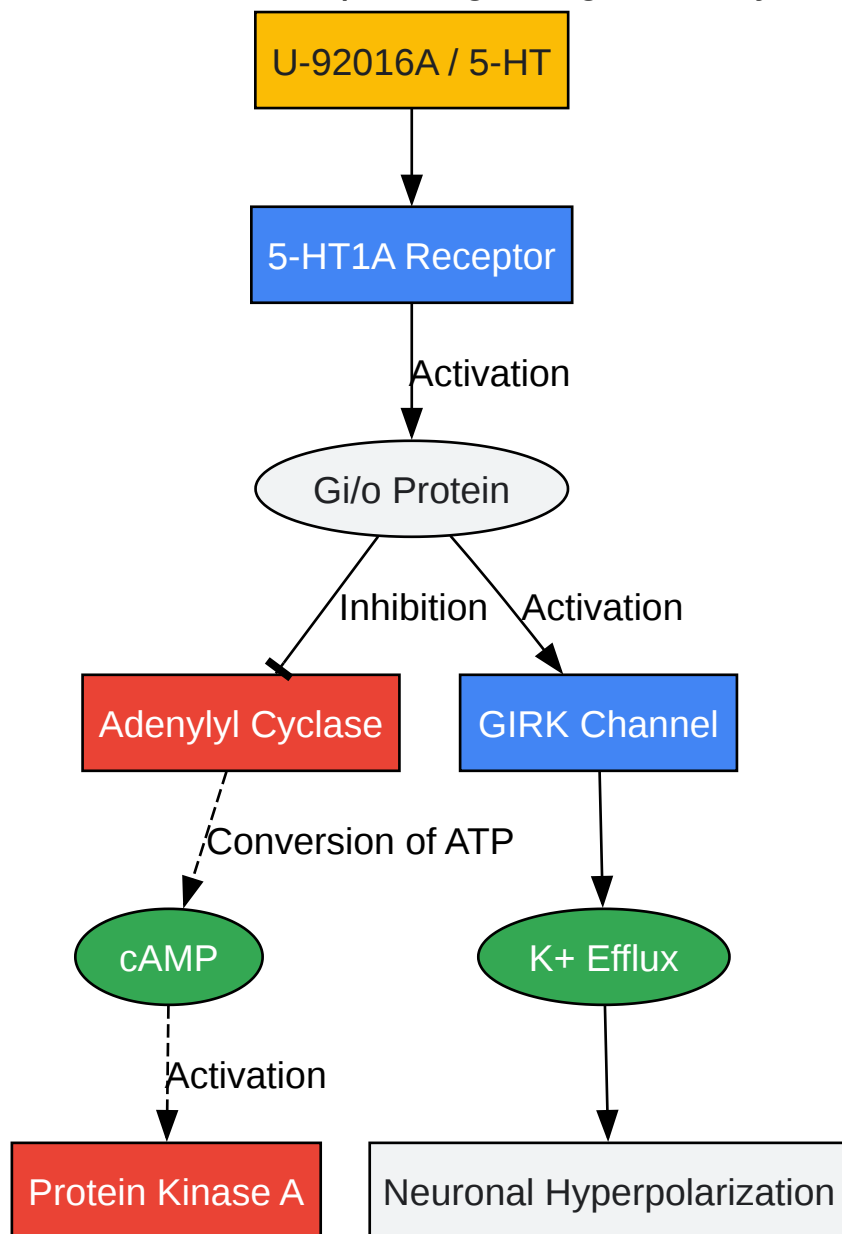 U-92016A / 5-HT
5-HT1A Receptor
Activation
Gi/o Protein
Inhibition
Activation
Adenylyl Cyclase
GIRK Channel
Conversion of ATP
cAMP
K+ Efflux
Activation
Protein Kinase A
Neuronal Hyperpolarization